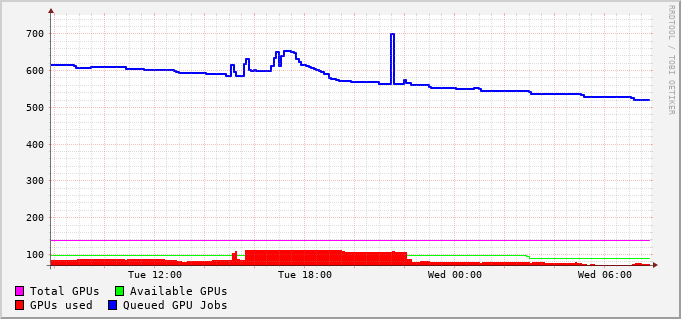 700
600
500
400
300
200
100
Tue 12:00 Tue 18:00 Wed 00:00 Wed 06:00
Total GPUs Available GPUs
GPUs used Queued GPU Jobs
RRDTOOL / TOBI OETIKER